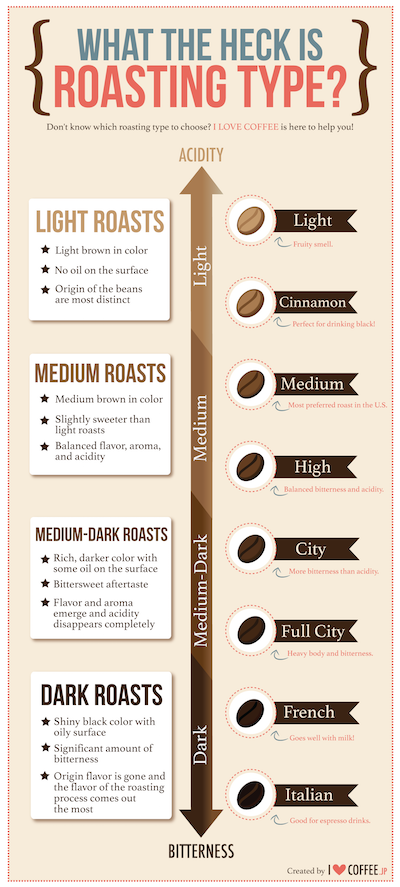 WHAT THE HECK IS
ROASTING TYPE?
Don't know which roasting type to choose? I LOVE COFFEE is here to help you!
ACIDITY
LIGHT ROASTS
Light brown in color
No oil on the surface
Origin of the beans
are most distinct
Light
Light
Fruity smell.
Cinnamon
Perfect for drinking black!
MEDIUM ROASTS
Medium brown in color
Slightly sweeter than
light roasts
Balanced flavor, aroma,
and acidity
Medium
Medium
Most preferred roast in the U.S.
High
Balanced bitterness and acidity.
MEDIUM-DARK ROASTS
Rich, darker color with
some oil on the surface
Bittersweet aftertaste
Flavor and aroma
emerge and acidity
disappears completely
Medium-Dark
City
More bitterness than acidity.
Full City
Heavy body and bitterness.
DARK ROASTS
Shiny black color with
oily surface
Significant amount of
bitterness
Origin flavor is gone and
the flavor of the roasting
process comes out
the most
Dark
French
Goes well with milk!
Italian
Good for espresso drinks.
BITTERNESS
Created by I ❤ COFFEE.JP